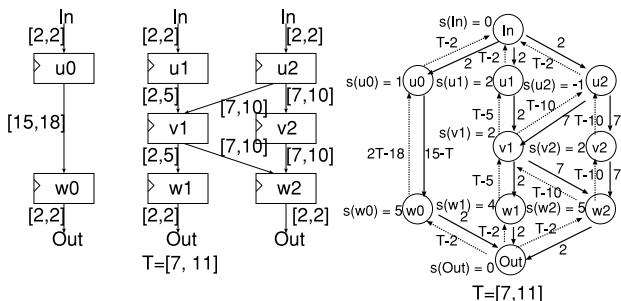 In In In s(In) = 0 In
[2,2] [2,2] [2,2] T-2 T-2 2 T-2 2
u0 u1 u2 s(u0) = 1 u0 2 s(u1) = 2 u1 s(u2) = -1 u2
[2,5] [7,10] [7,10] T-5 2 T-10 7 T-10 7
[15,18] v1 v2 s(v1) = 2 v1 s(v2) = 2 v2
[2,5] [7,10] [7,10] 2T-18 15-T T-5 2 7 T-10 T-10 7
w0 w1 w2 s(w0) = 5 w0 s(w1) = 4 w1 s(w2) = 5 w2
[2,2] [2,2] [2,2] 2 T-2 T-2 2 T-2 2
Out Out Out s(Out) = 0 Out
T=[7, 11] T=[7,11]